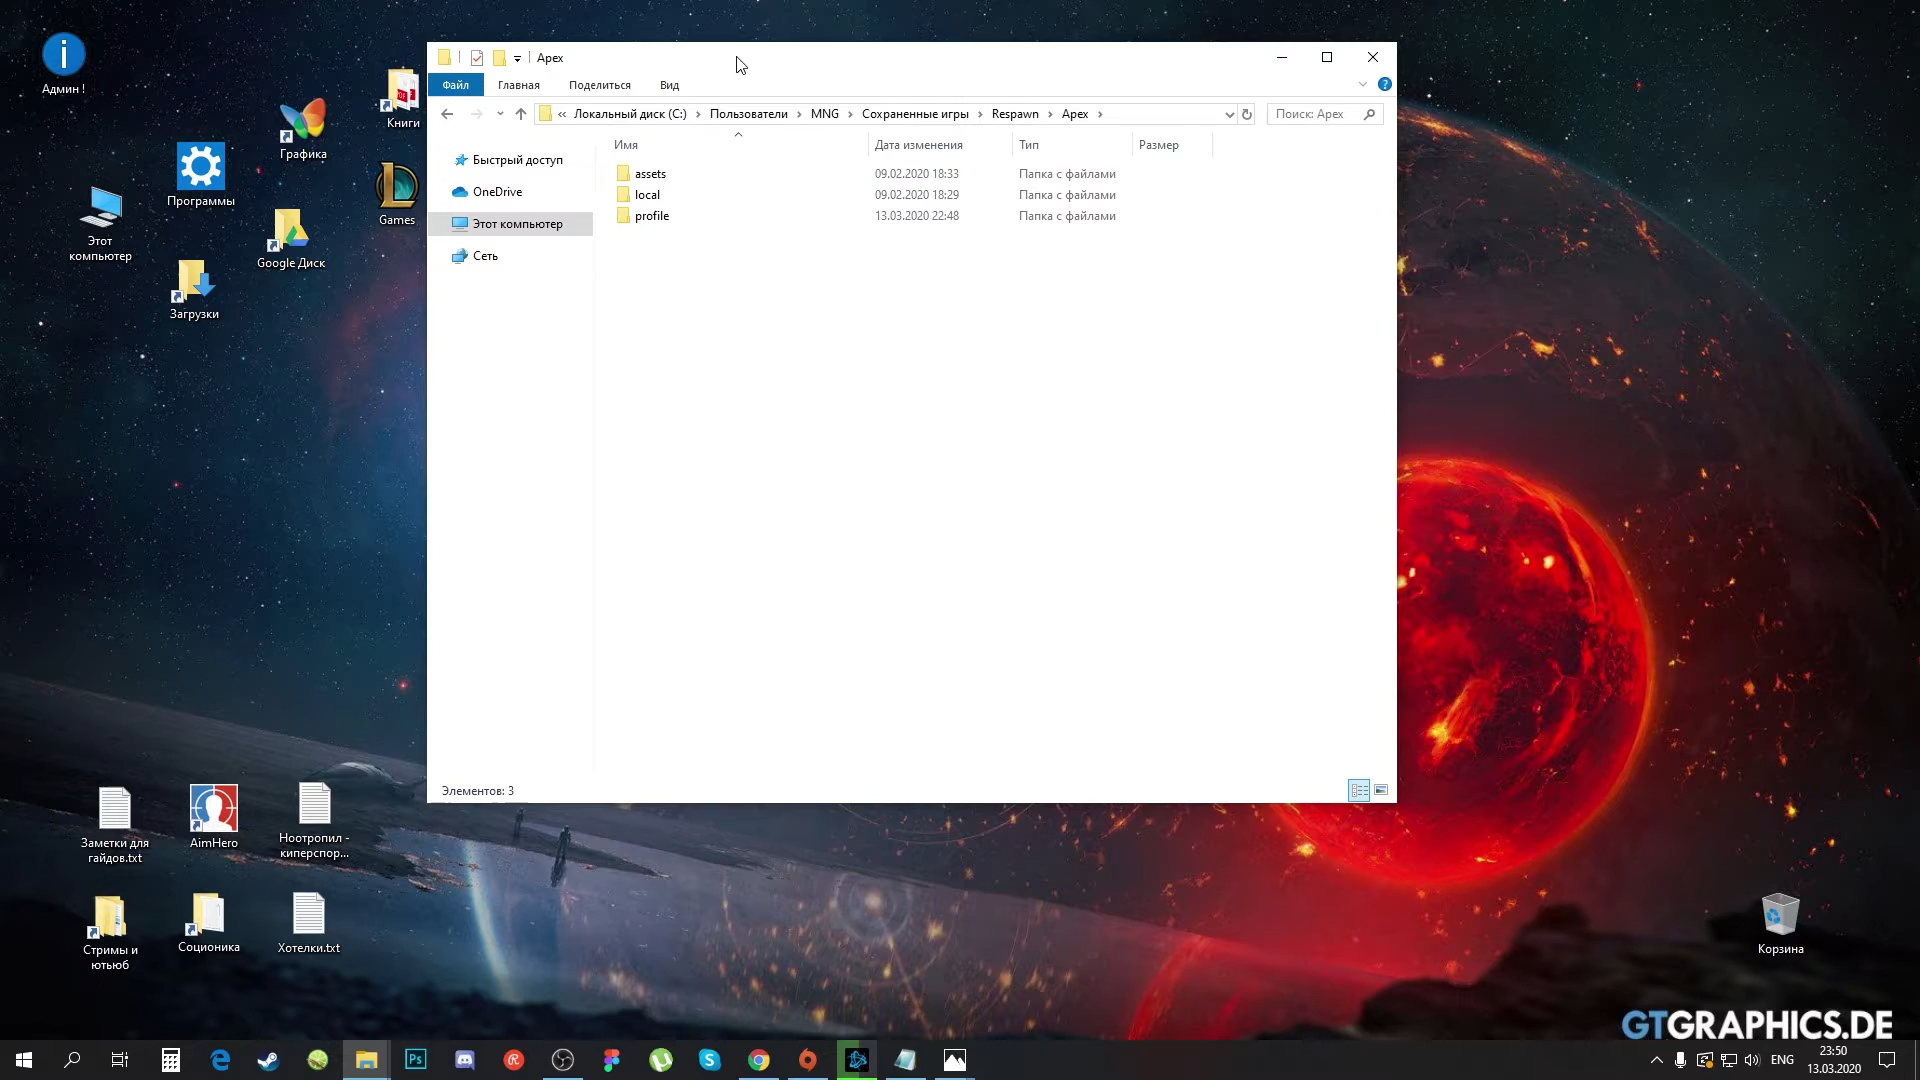 Админ !
Книги
Графика
Программы
Games
Этот
компьютер
Google Диск
Загрузки
Apex
Файл
Главная
Поделиться
Вид
« Локальный диск (C:) › Пользователи › MNG › Сохраненные игры › Respawn › Apex ›
Поиск: Apex
Имя
Дата изменения
Тип
Размер
Быстрый доступ
OneDrive
Этот компьютер
Сеть
assets 09.02.2020 18:33 Папка с файлами
local 09.02.2020 18:29 Папка с файлами
profile 13.03.2020 22:48 Папка с файлами
Элементов: 3
Заметки для
гайдов.txt
AimHero
Ноотропил -
киперспор...
Стримы и
ютьюб
Соционика
Хотелки.txt
Корзина
GTGRAPHICS.DE
Ps
ENG
23:50
13.03.2020